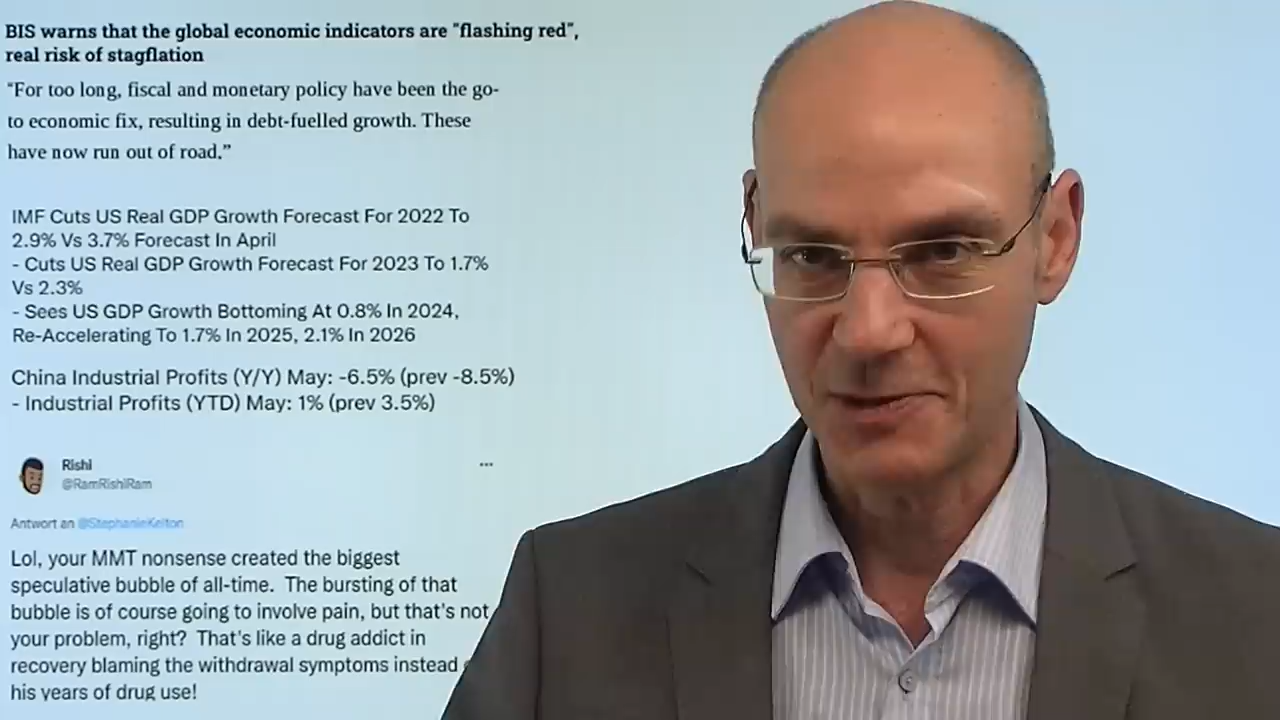 BIS warns that the global economic indicators are "flashing red",
real risk of stagflation
"For too long, fiscal and monetary policy have been the go-
to economic fix, resulting in debt-fuelled growth. These
have now run out of road."
IMF Cuts US Real GDP Growth Forecast For 2022 To
2.9% Vs 3.7% Forecast In April
- Cuts US Real GDP Growth Forecast For 2023 To 1.7%
Vs 2.3%
- Sees US GDP Growth Bottoming At 0.8% In 2024,
Re-Accelerating To 1.7% In 2025, 2.1% In 2026
China Industrial Profits (Y/Y) May: -6.5% (prev -8.5%)
- Industrial Profits (YTD) May: 1% (prev 3.5%)
Rishi
@RamRishiRam
Antwort an @StephanieKelton
Lol, your MMT nonsense created the biggest
speculative bubble of all-time. The bursting of that
bubble is of course going to involve pain, but that's not
your problem, right? That's like a drug addict in
recovery blaming the withdrawal symptoms instead
his years of drug use!